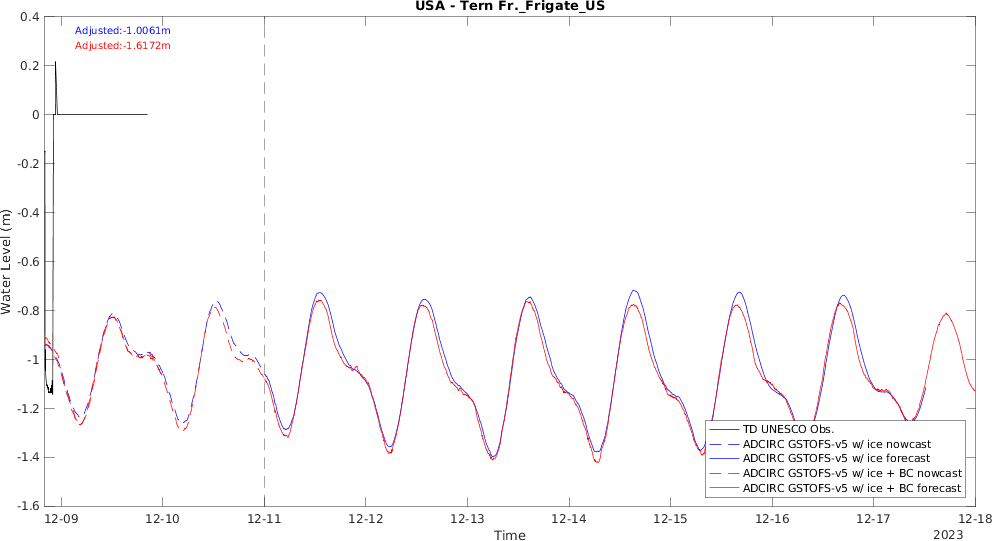 USA - Tern Fr._Frigate_US
Adjusted:-1.0061m
Adjusted:-1.6172m
Water Level (m)
0.4
0.2
0
-0.2
-0.4
-0.6
-0.8
-1
-1.2
-1.4
-1.6
TD UNESCO Obs.
ADCIRC GSTOFS-v5 w/ ice nowcast
ADCIRC GSTOFS-v5 w/ ice forecast
ADCIRC GSTOFS-v5 w/ ice + BC nowcast
ADCIRC GSTOFS-v5 w/ ice + BC forecast
12-09 12-10 12-11 12-12 12-13 12-14 12-15 12-16 12-17 12-18
Time
2023